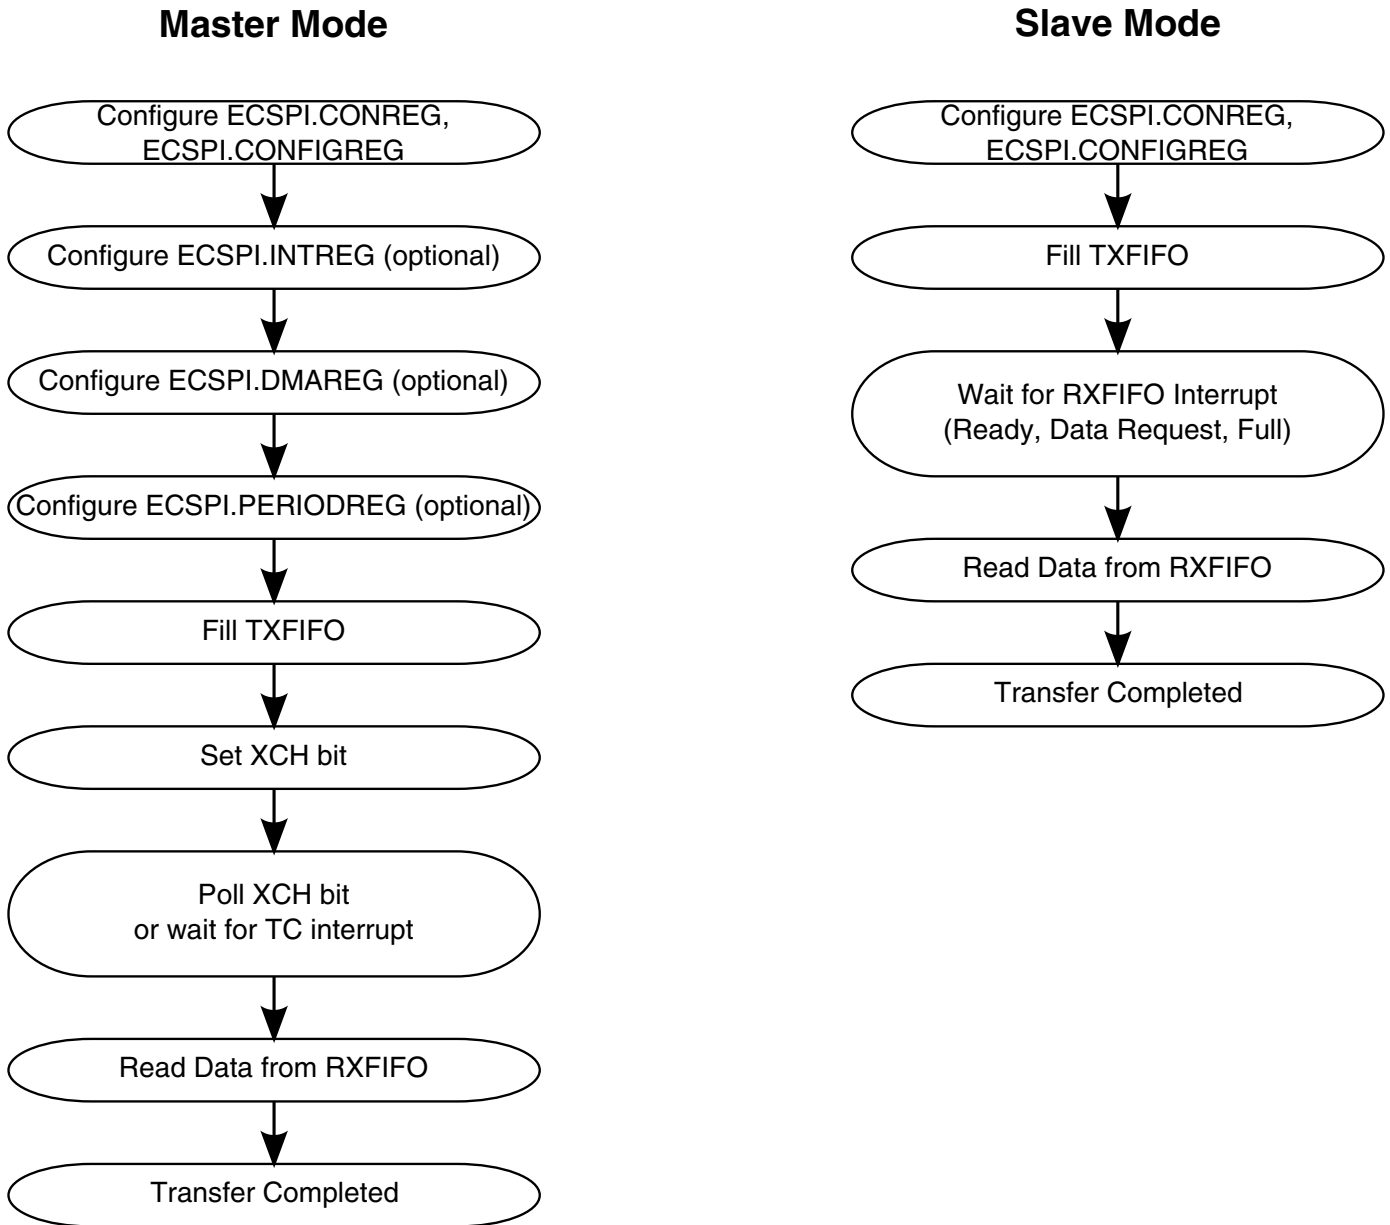 Master Mode
Configure ECSPI.CONREG,
ECSPI.CONFIGREG
Configure ECSPI.INTREG (optional)
Configure ECSPI.DMAREG (optional)
Configure ECSPI.PERIODREG (optional)
Fill TXFIFO
Set XCH bit
Poll XCH bit
or wait for TC interrupt
Read Data from RXFIFO
Transfer Completed
Slave Mode
Configure ECSPI.CONREG,
ECSPI.CONFIGREG
Fill TXFIFO
Wait for RXFIFO Interrupt
(Ready, Data Request, Full)
Read Data from RXFIFO
Transfer Completed